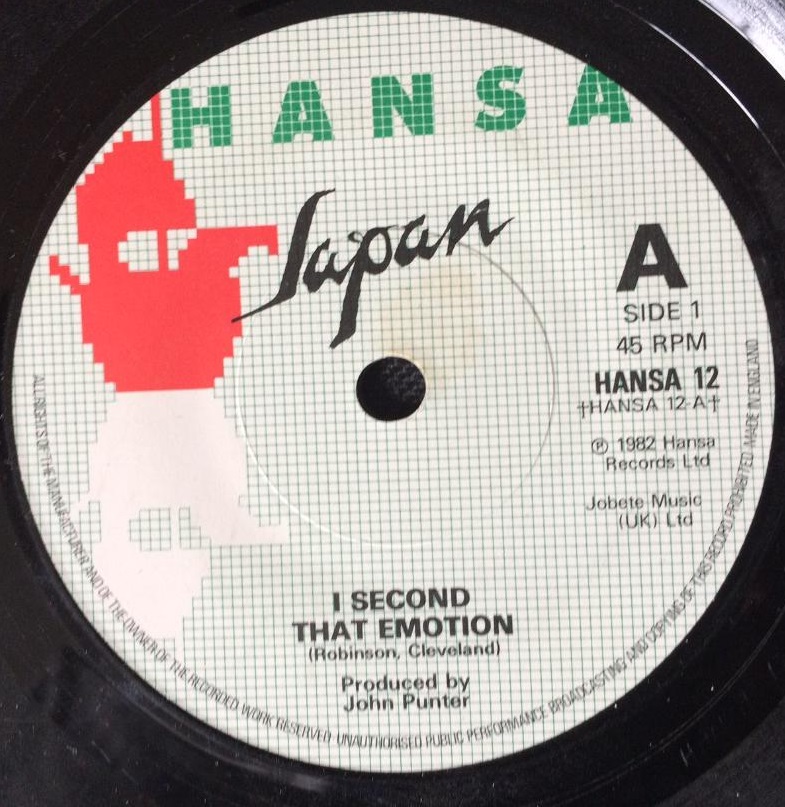 HANSA
Japan
A
SIDE 1
45 RPM
HANSA 12
†HANSA 12-A†
℗ 1982 Hansa
Records Ltd
Jobete Music
(UK) Ltd
I SECOND
THAT EMOTION
(Robinson, Cleveland)
Produced by
John Punter
ALL RIGHTS OF THE MANUFACTURER AND OF THE OWNER OF THE RECORDED WORK RESERVED UNAUTHORISED PUBLIC PERFORMANCE BROADCASTING AND COPYING OF THIS RECORD PROHIBITED MADE IN ENGLAND